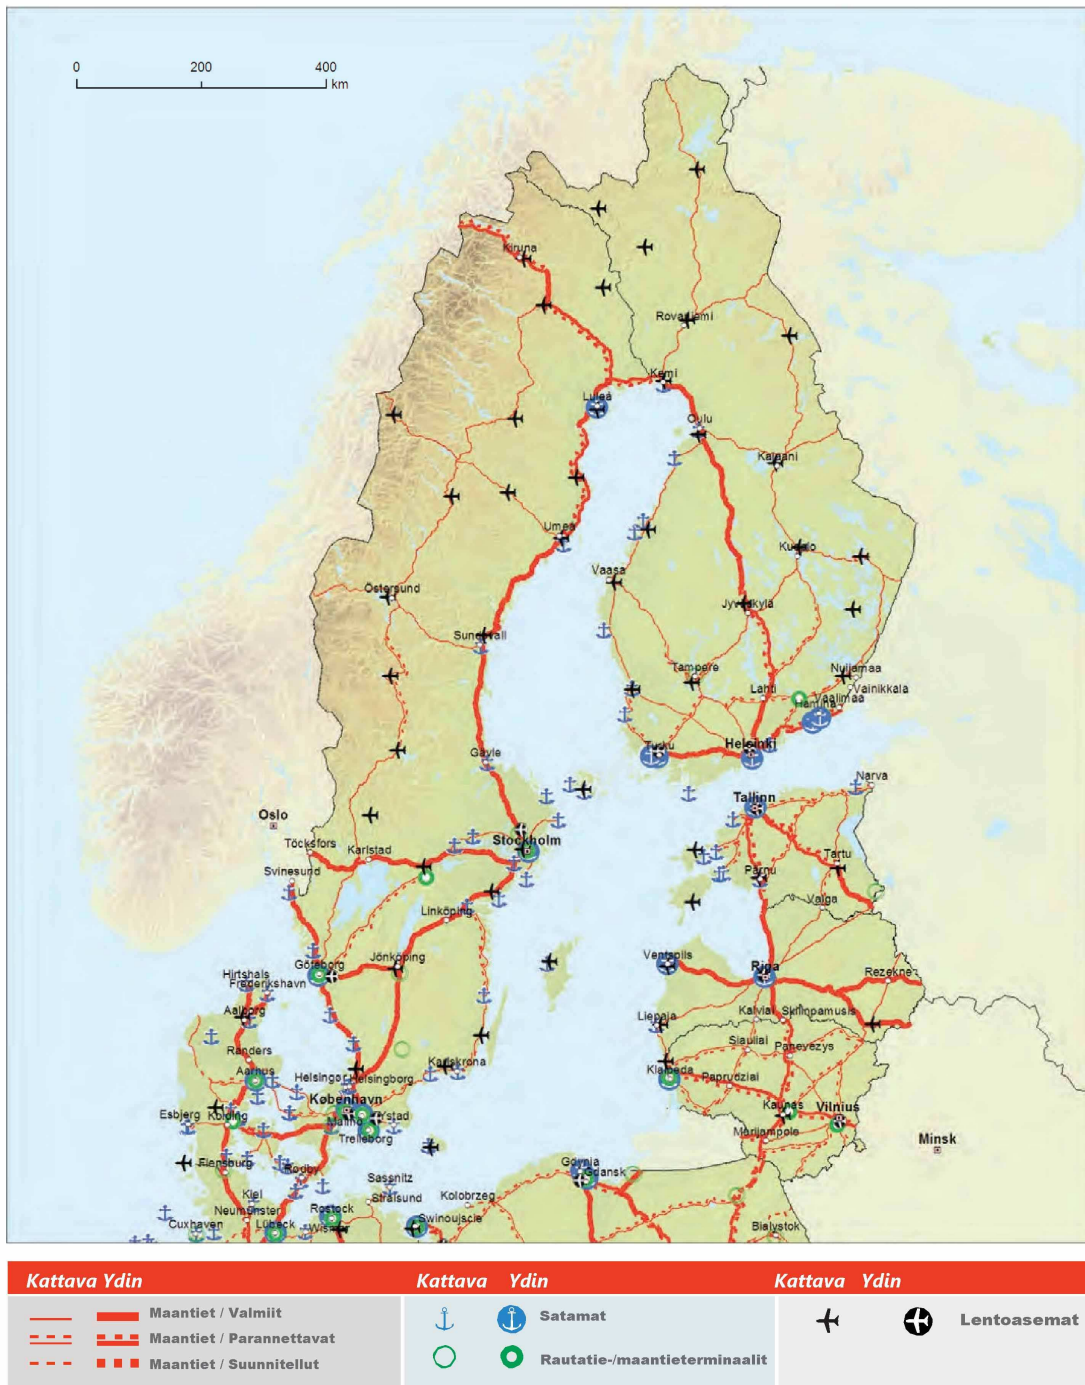 0 200 400
km
Kiruna
Rovaniemi
Kemi
Luleå
Oulu
Kajaani
Umeå
Kuopio
Vaasa
Östersund
Jyväskylä
Sundsvall
Tampere
Nuijamaa
Lahti
Vainikkala
Vaalimaa
Hamina
Turku
Helsinki
Gävle
Narva
Tallinn
Oslo
Stockholm
Töcksfors
Karlstad
Tartu
Svinesund
Pärnu
Valga
Linköping
Jönköping
Göteborg
Ventspils
Riga
Rezekne
Hirtshals
Frederikshavn
Aalborg
Liepaja
Kalviai
Skrinpamusis
Siauliai
Panevezys
Randers
Aarhus
Karlskrona
Helsingør
Helsingborg
Klaipeda
Paprudziai
København
Kaunas
Vilnius
Esbjerg
Kolding
Malmö
Ystad
Trelleborg
Marijampole
Minsk
Flensburg
Rodby
Gdynia
Gdansk
Sassnitz
Kiel
Stralsund
Kolobrzeg
Neumünster
Rostock
Cuxhaven
Lübeck
Wismar
Swinoujscie
Bialystok
Kattava Ydin
Kattava Ydin
Kattava Ydin
Maantiet / Valmiit
Maantiet / Parannettavat
Maantiet / Suunnitellut
Satamat
Rautatie-/maantieterminaalit
Lentoasemat